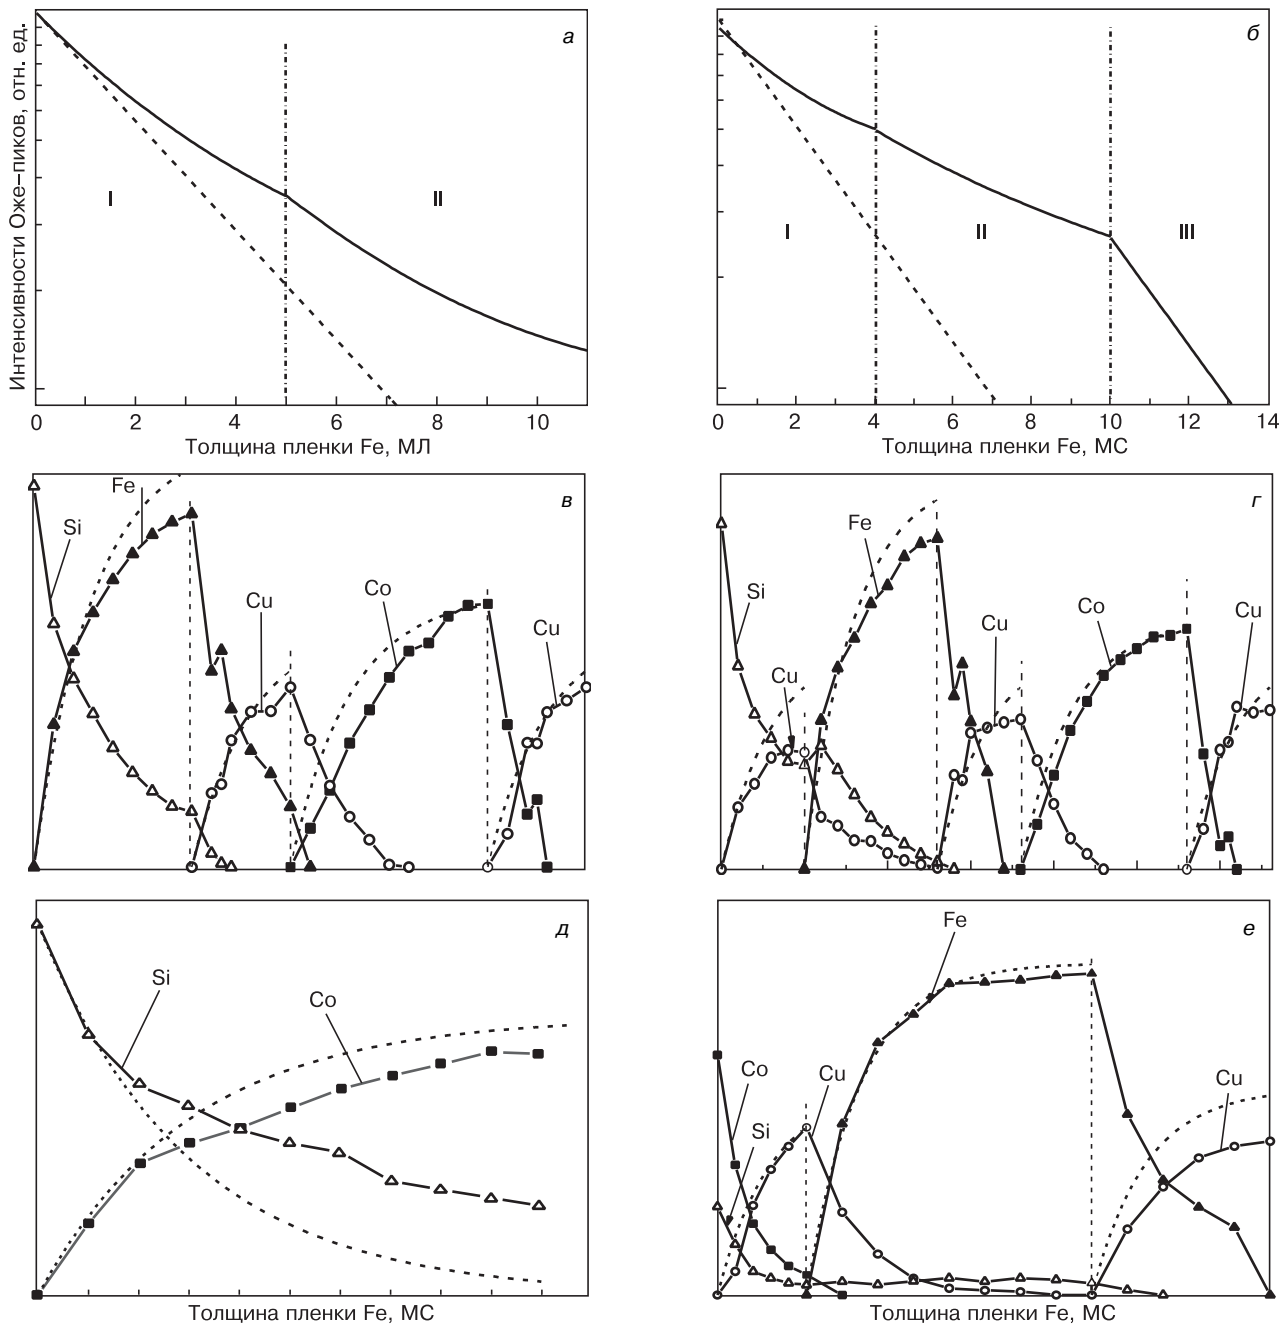 Интенсивности Оже-пиков, отн. ед.
а
I
II
0 2 4 6 8 10
Толщина пленки Fe, МЛ
б
I
II
III
0 2 4 6 8 10 12 14
Толщина пленки Fe, МС
в
Fe
Si
Cu
Co
Cu
г
Fe
Si
Cu
Cu
Co
Cu
д
Si
Co
Толщина пленки Fe, МС
е
Fe
Co
Cu
Si
Cu
Толщина пленки Fe, МС